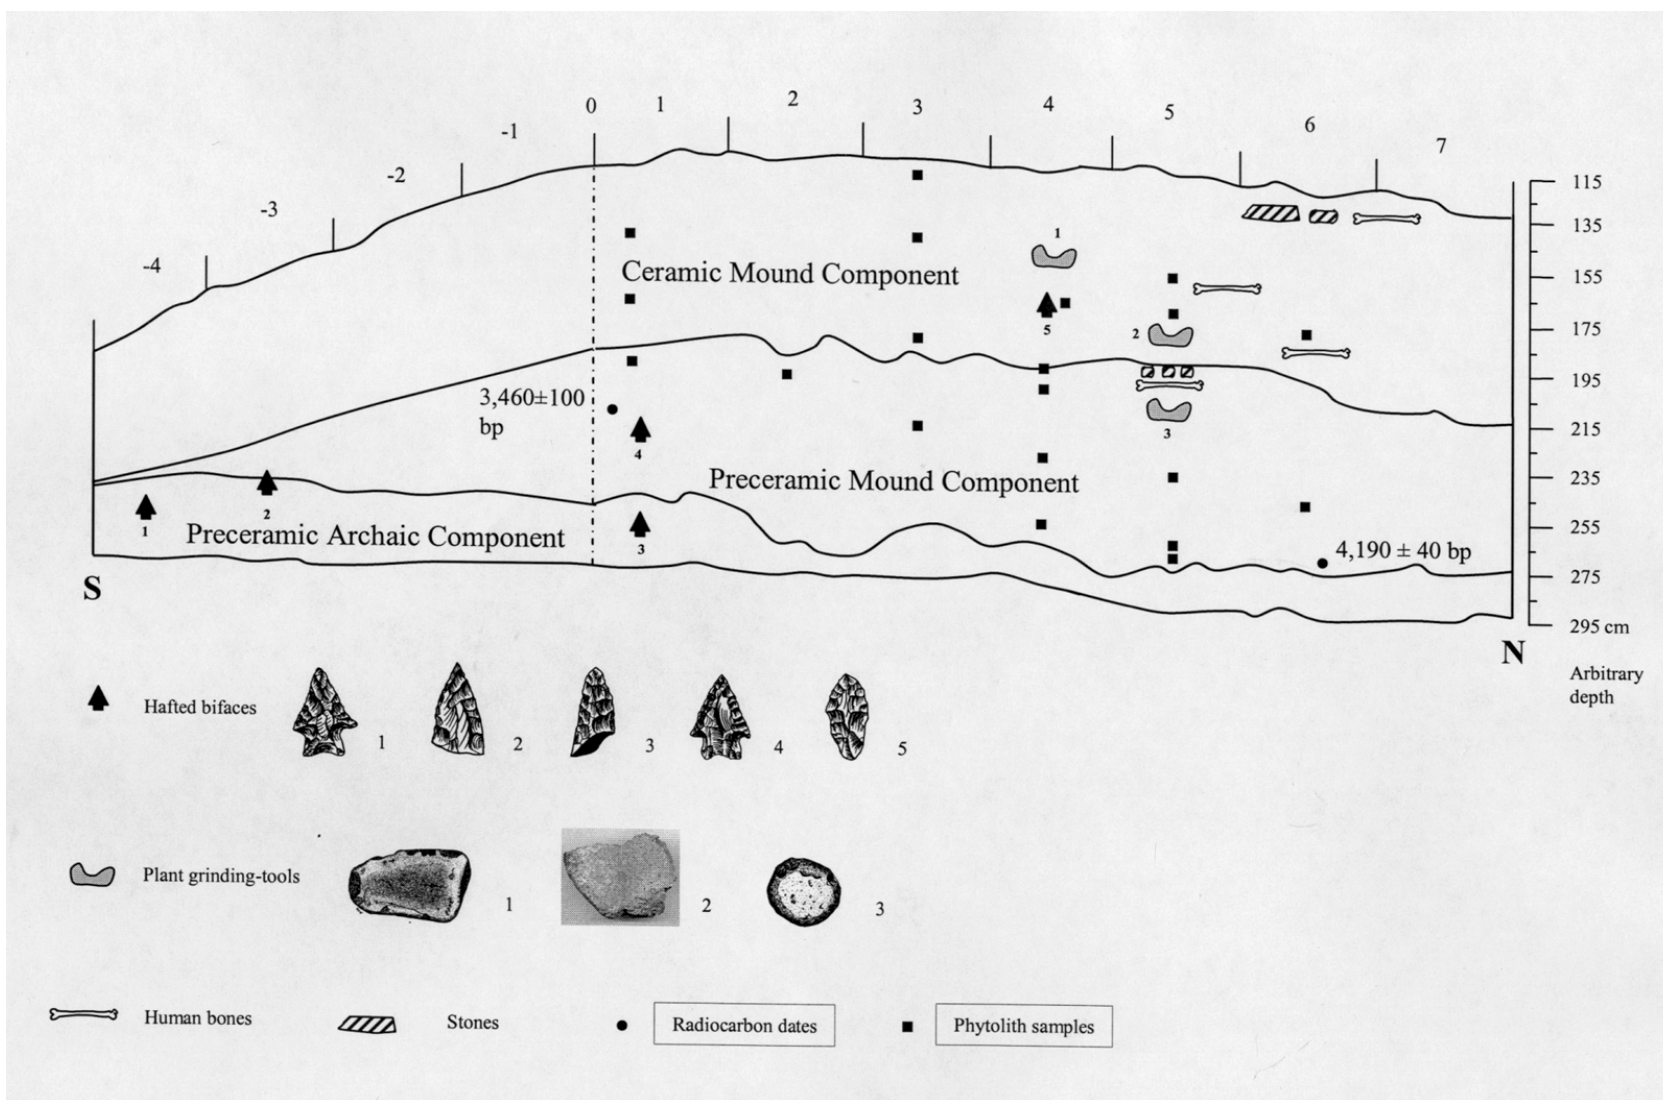 0 1 2 3 4 5 6 7
-1
-2
-3
-4
115
135
155
175
195
215
235
255
275
295 cm
Arbitrary
depth
1
Ceramic Mound Component
5
2
3,460±100
bp
4
3
Preceramic Mound Component
1
2
Preceramic Archaic Component
3
4,190 ± 40 bp
S
N
Hafted bifaces
1 2 3 4 5
Plant grinding-tools
1 2 3
Human bones
Stones
Radiocarbon dates
Phytolith samples